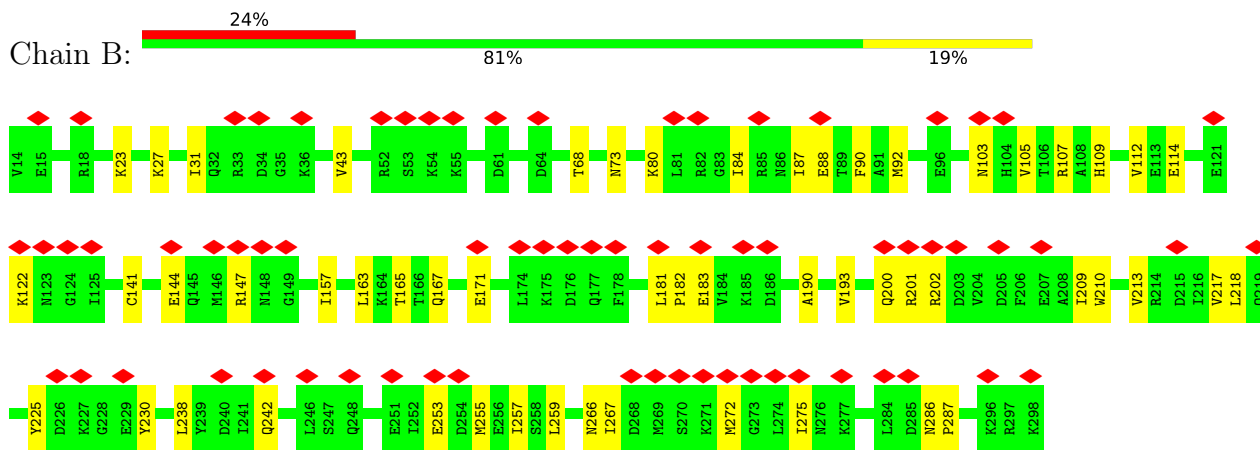 24%
Chain B:
81% 19%
V14 E15 R18 K23 K27 I31 Q32 R33 D34 G35 K36 V43 R52 S53 K54 K55 D61 D64 T68 N73 K80 L81 R82 G83 I84 R85 N86 I87 E88 T89 F90 A91 M92 E96 N103 H104 V105 T106 R107 A108 H109 V112 E113 E114 E121
K122 N123 G124 I125 C141 E144 Q145 M146 R147 N148 G149 I157 L163 K164 T165 T166 Q167 E171 L174 K175 D176 Q177 F178 L181 P182 E183 V184 K185 D186 A190 V193 Q200 R201 R202 D203 V204 D205 F206 E207 A208 I209 W210 V213 R214 D215 I216 V217 L218 D219
Y225 D226 K227 G228 E229 Y230 L238 Y239 D240 I241 Q242 L246 S247 Q248 E251 I252 E253 D254 M255 E256 I257 S258 L259 N266 I267 D268 M269 S270 K271 M272 G273 L274 I275 N276 K277 L284 D285 N286 P287 K296 R297 K298